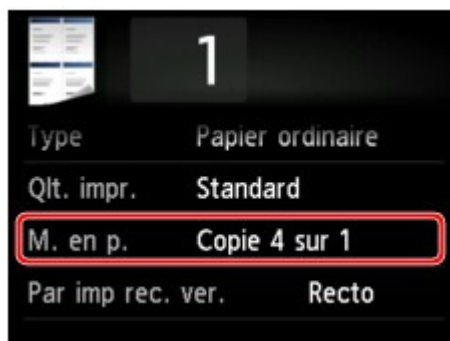 1
Type Papier ordinaire
Qlt. impr. Standard
M. en p. Copie 4 sur 1
Par imp rec. ver. Recto